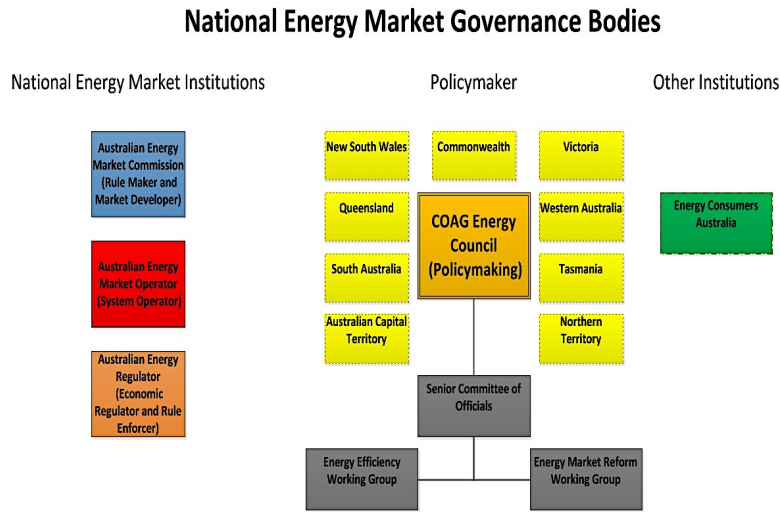 National Energy Market Governance Bodies
National Energy Market Institutions
Policymaker
Other Institutions
Australian Energy
Market Commission
(Rule Maker and
Market Developer)
Australian Energy
Market Operator
(System Operator)
Australian Energy
Regulator
(Economic
Regulator and Rule
Enforcer)
New South Wales
Commonwealth
Victoria
Queensland
COAG Energy
Council
(Policymaking)
Western Australia
South Australia
Tasmania
Australian Capital
Territory
Northern
Territory
Senior Committee of
Officials
Energy Efficiency
Working Group
Energy Market Reform
Working Group
Energy Consumers
Australia